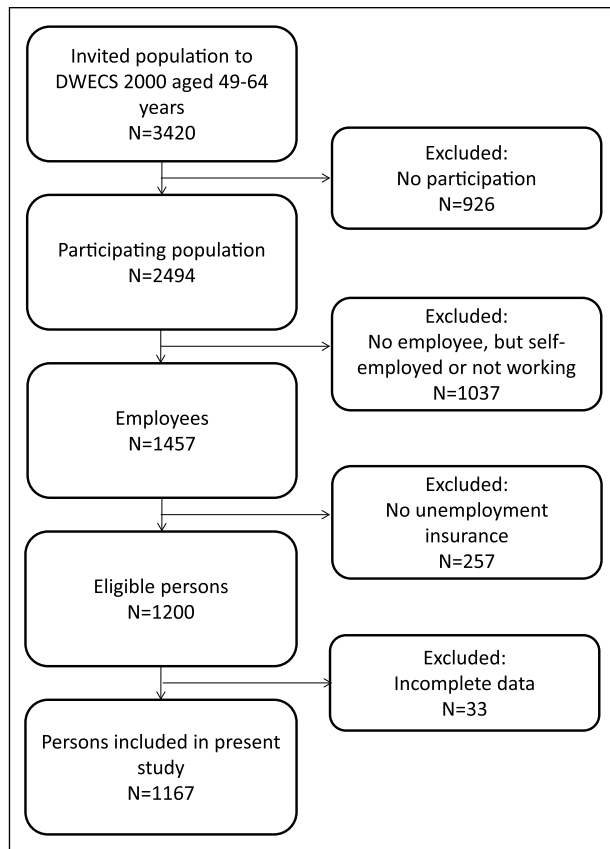 Invited population to
DWECS 2000 aged 49-64
years
N=3420
Excluded:
No participation
N=926
Participating population
N=2494
Excluded:
No employee, but self-
employed or not working
N=1037
Employees
N=1457
Excluded:
No unemployment
insurance
N=257
Eligible persons
N=1200
Excluded:
Incomplete data
N=33
Persons included in present
study
N=1167